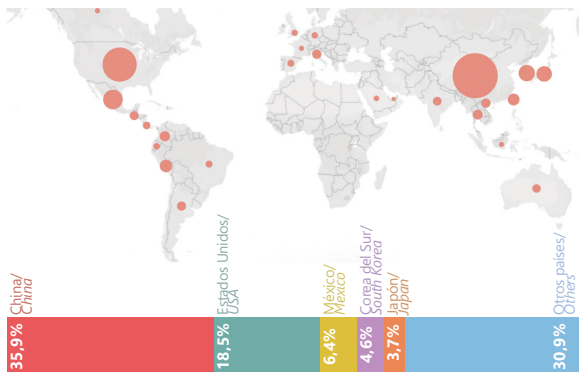 China/
China
35,9%
Estados Unidos/
USA
18,5%
México/
Mexico
6,4%
Corea del Sur/
South Korea
4,6%
Japón/
Japan
3,7%
Otros países/
Others
30,9%